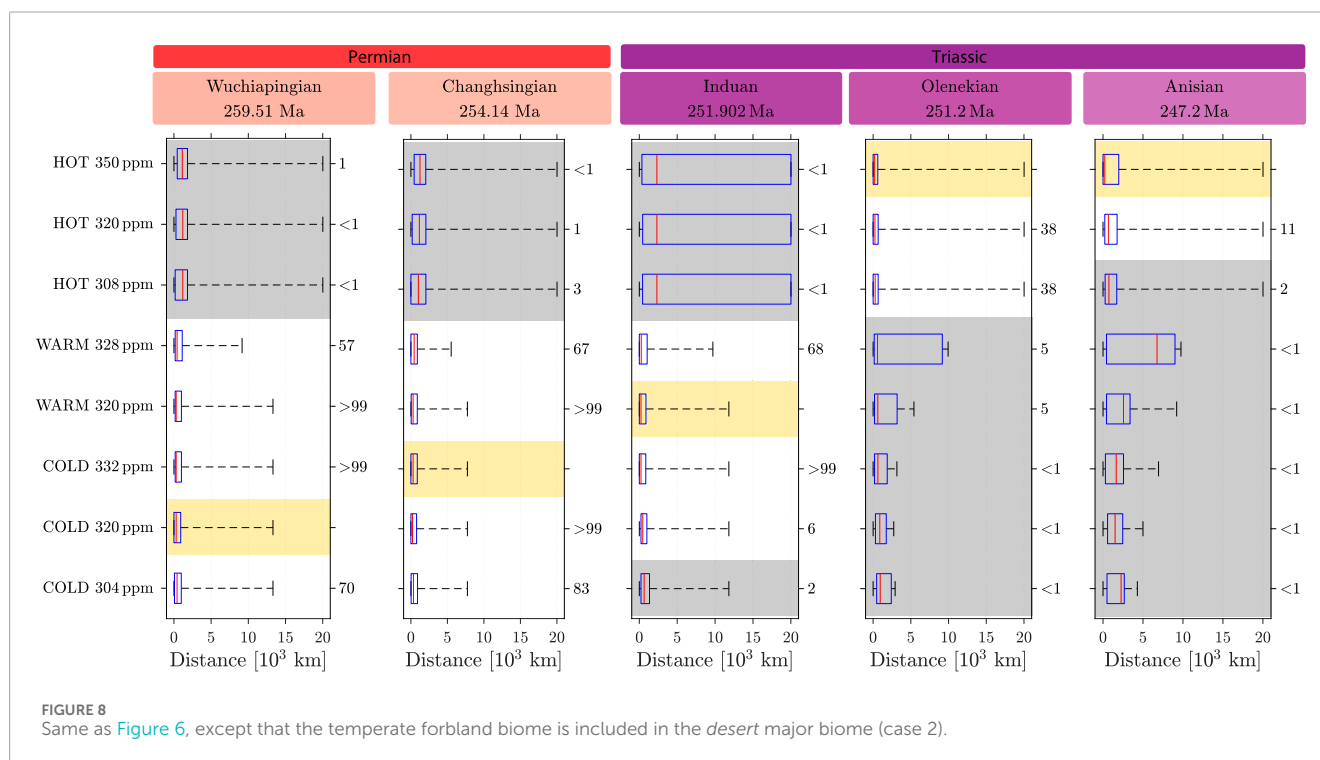 Permian
Triassic
Wuchiapingian
259.51 Ma
Changhsingian
254.14 Ma
Induan
251.902 Ma
Olenekian
251.2 Ma
Anisian
247.2 Ma
HOT 350 ppm 1 <1 <1
HOT 320 ppm <1 1 <1 38 11
HOT 308 ppm <1 3 <1 38 2
WARM 328 ppm 57 67 68 5 <1
WARM 320 ppm >99 >99 5 <1
COLD 332 ppm >99 >99 <1 <1
COLD 320 ppm >99 6 <1 <1
COLD 304 ppm 70 83 2 <1 <1
0 5 10 15 20 0 5 10 15 20 0 5 10 15 20 0 5 10 15 20 0 5 10 15 20
Distance [10³ km] Distance [10³ km] Distance [10³ km] Distance [10³ km] Distance [10³ km]
FIGURE 8
Same as Figure 6, except that the temperate forbland biome is included in the desert major biome (case 2).